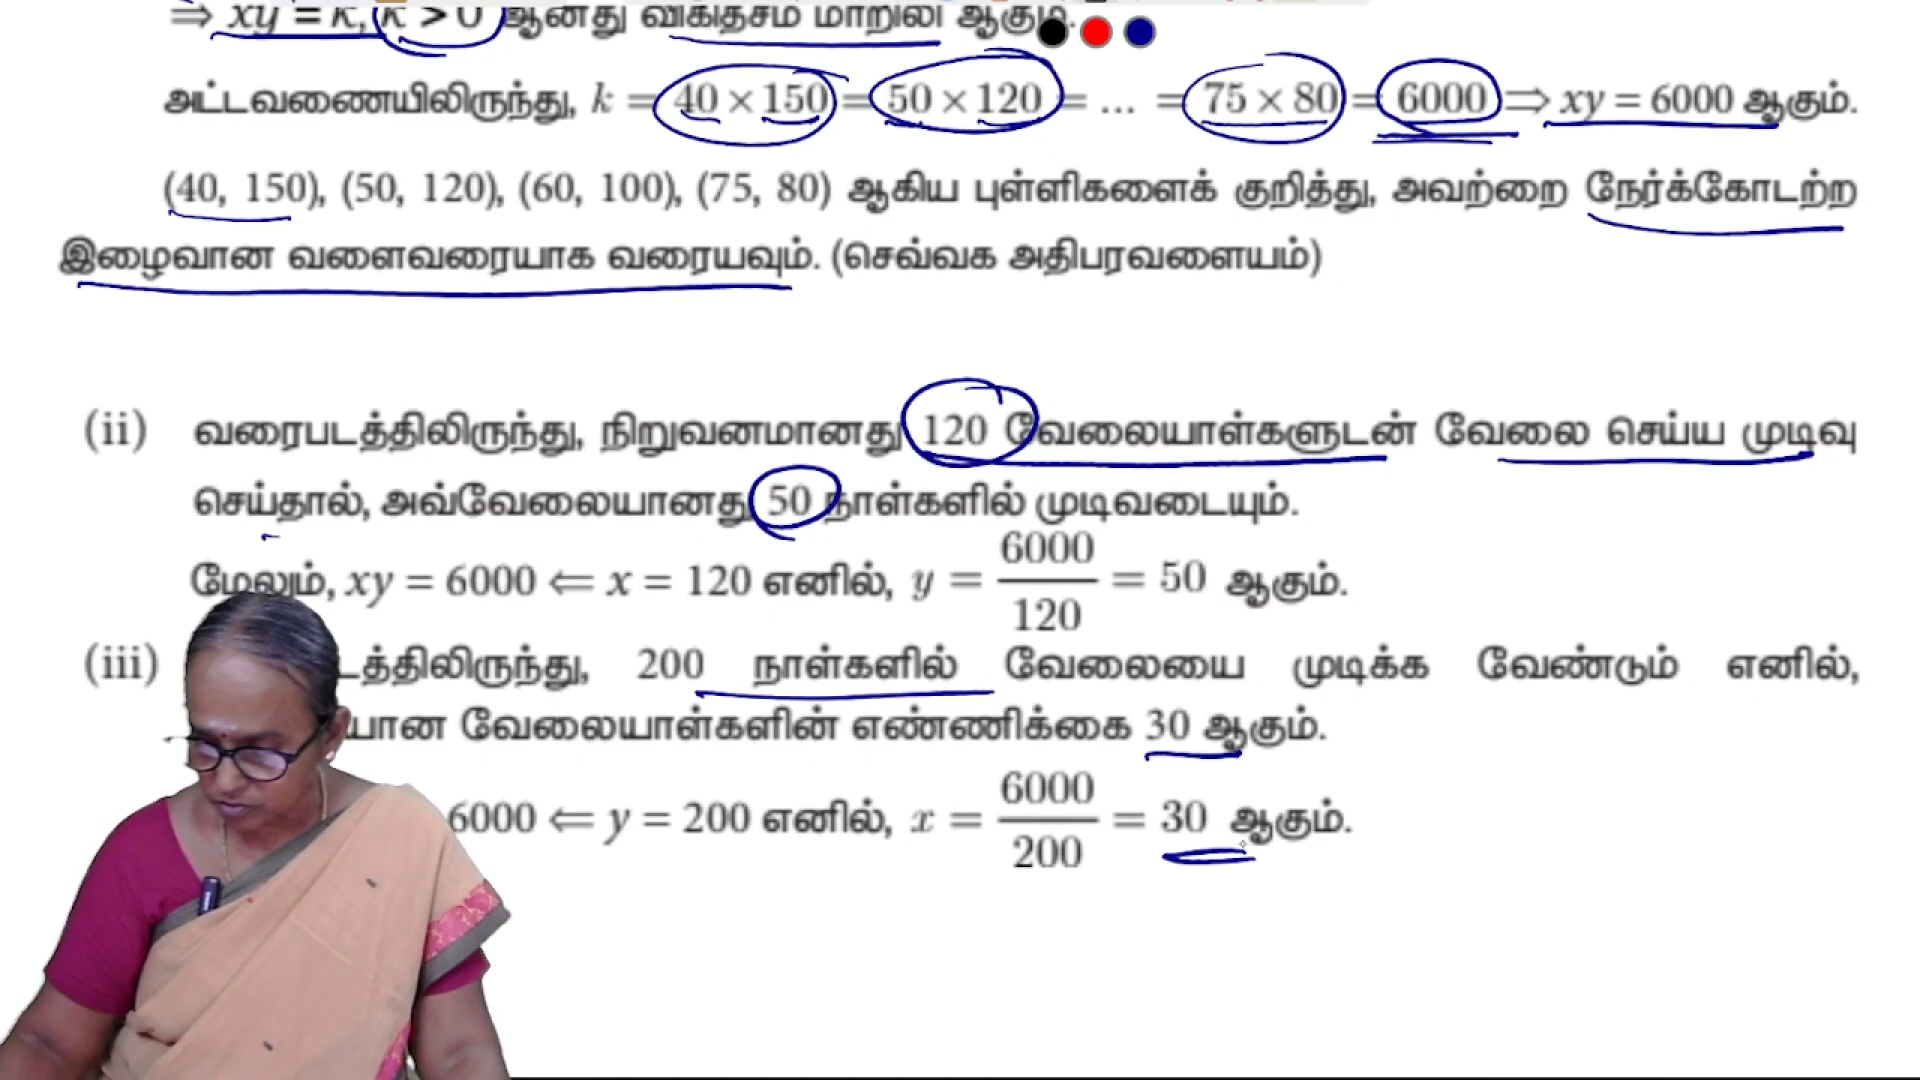 ⇒ xy = k, k > 0 ஆனது விகிதசம மாறிலி ஆகும்.
அட்டவணையிலிருந்து, k = 40 × 150 = 50 × 120 = ... = 75 × 80 = 6000 ⇒ xy = 6000 ஆகும்.
(40, 150), (50, 120), (60, 100), (75, 80) ஆகிய புள்ளிகளைக் குறித்து, அவற்றை நேர்க்கோடற்ற
இழைவான வளைவரையாக வரையவும். (செவ்வக அதிபரவளையம்)
(ii) வரைபடத்திலிருந்து, நிறுவனமானது 120 வேலையாள்களுடன் வேலை செய்ய முடிவு
செய்தால், அவ்வேலையானது 50 நாள்களில் முடிவடையும்.
மேலும், xy = 6000 ⇐ x = 120 எனில், y = 6000/120 = 50 ஆகும்.
(iii) டத்திலிருந்து, 200 நாள்களில் வேலையை முடிக்க வேண்டும் எனில்,
யான வேலையாள்களின் எண்ணிக்கை 30 ஆகும்.
6000 ⇐ y = 200 எனில், x = 6000/200 = 30 ஆகும்.